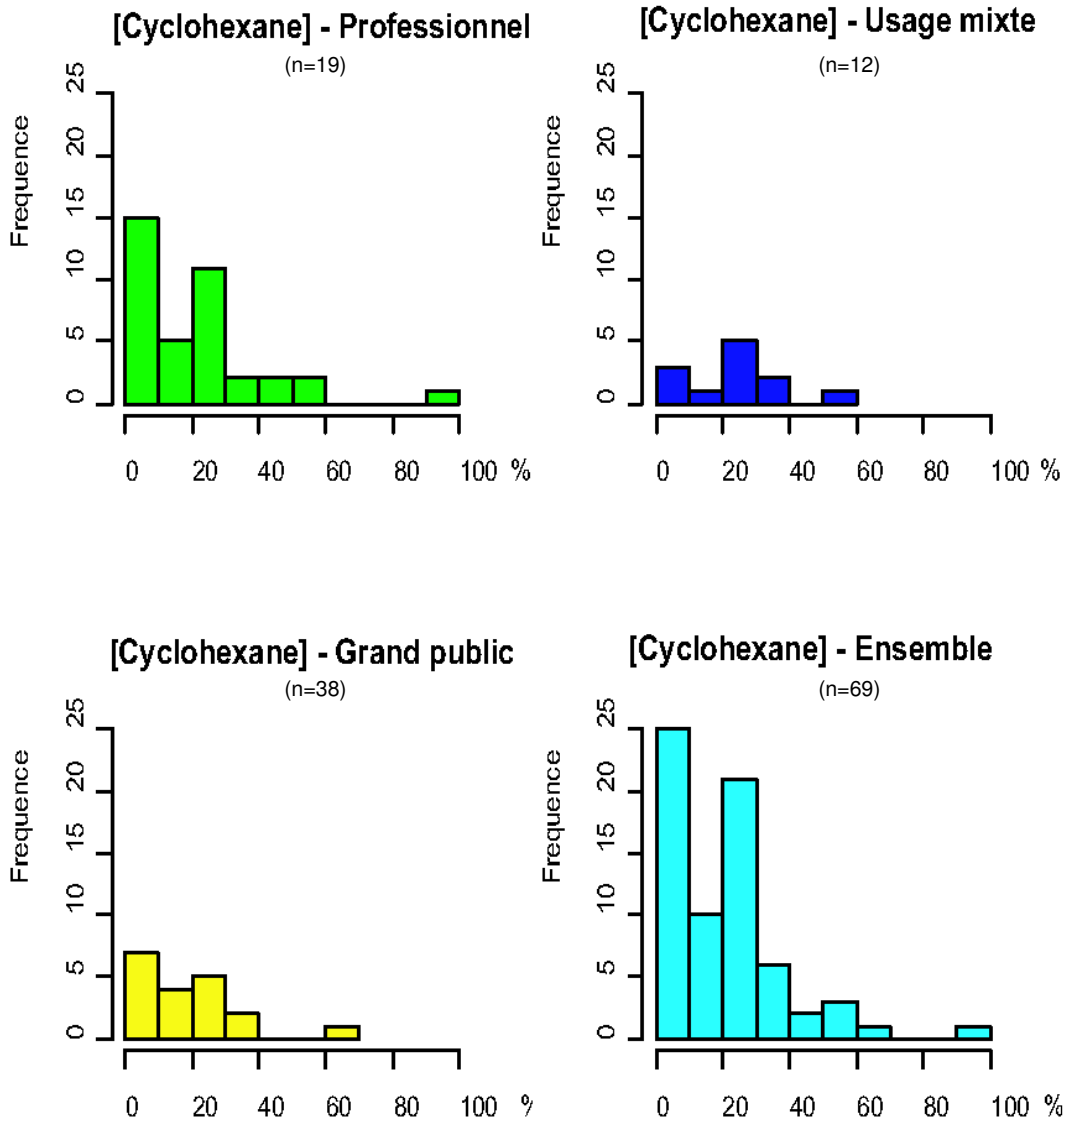 [Cyclohexane] - Professionnel
(n=19)
25
20
15
10
5
0
Frequence
0 20 40 60 80 100 %
[Cyclohexane] - Usage mixte
(n=12)
25
20
15
10
5
0
Frequence
0 20 40 60 80 100 %
[Cyclohexane] - Grand public
(n=38)
25
20
15
10
5
0
Frequence
0 20 40 60 80 100 %
[Cyclohexane] - Ensemble
(n=69)
25
20
15
10
5
0
Frequence
0 20 40 60 80 100 %